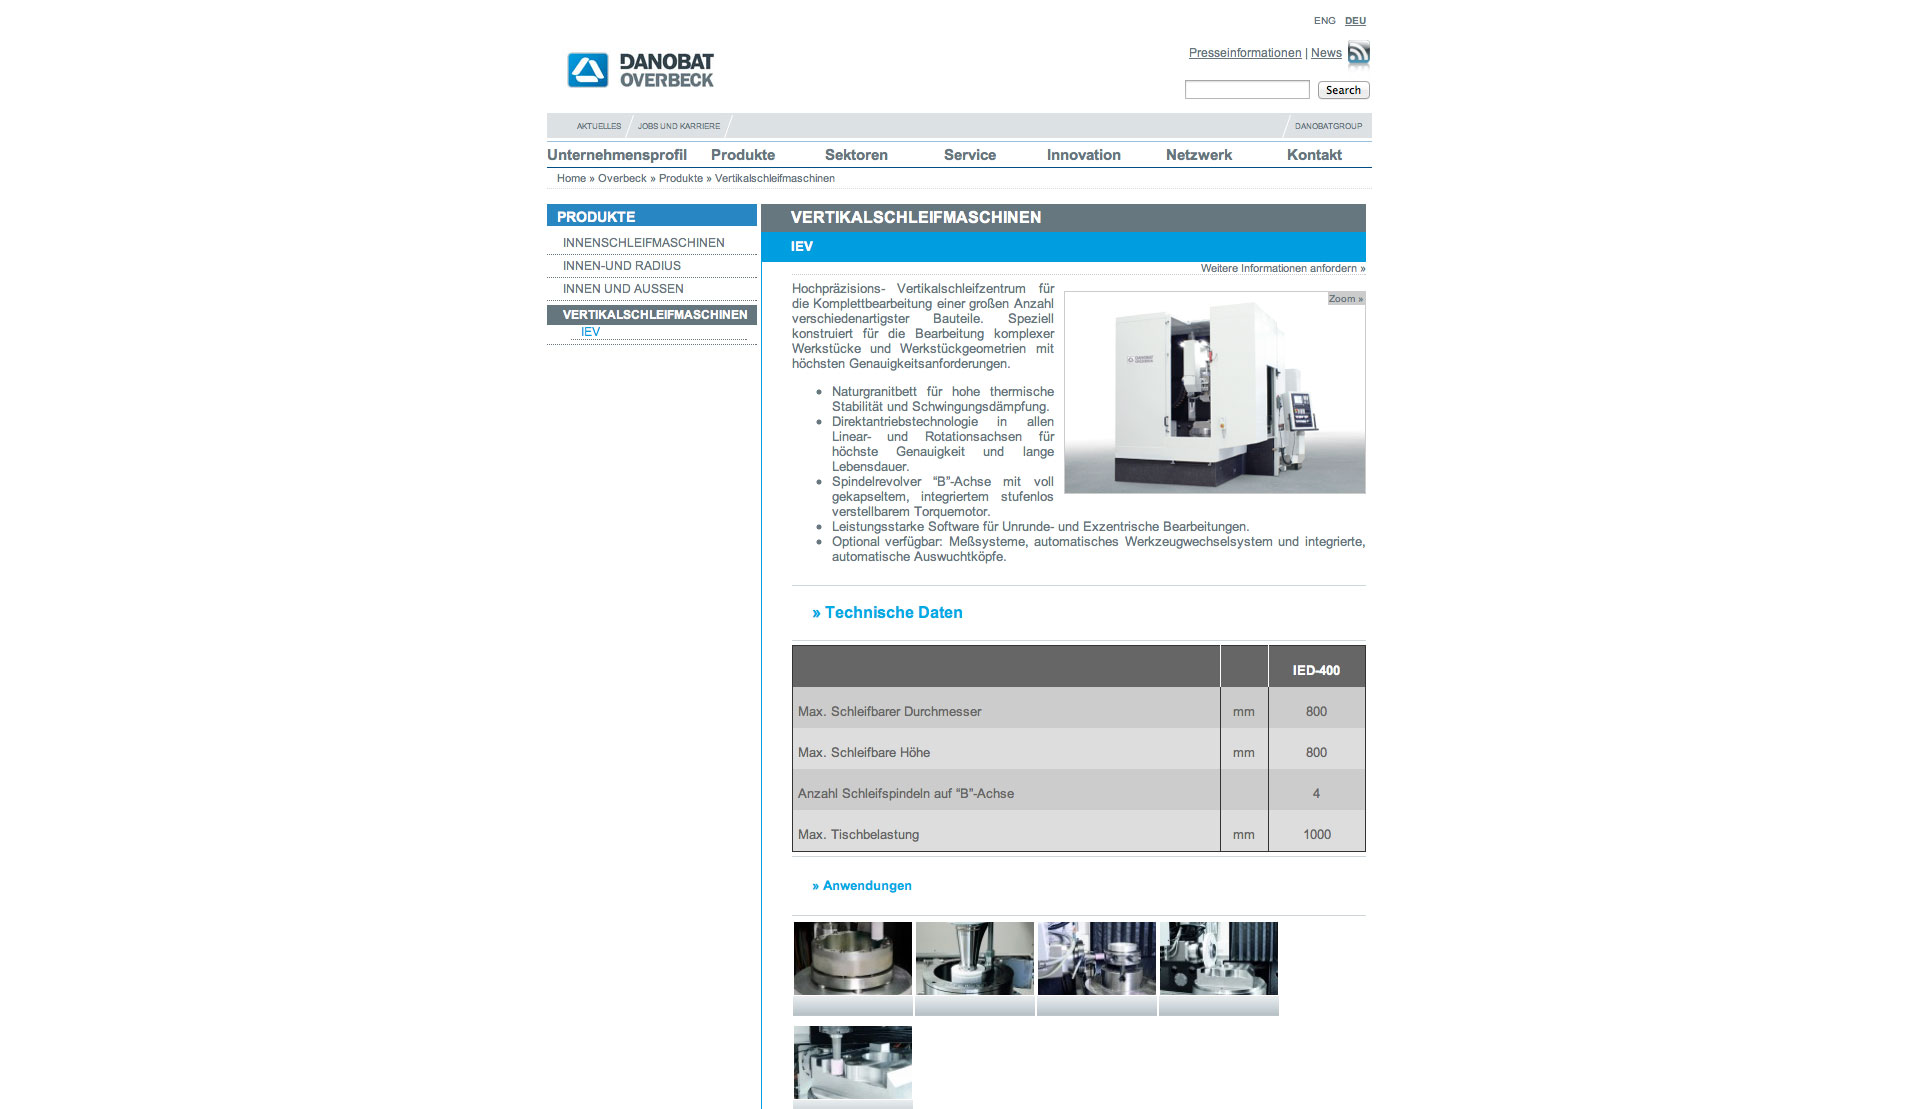 ENG DEU
DANOBAT
OVERBECK
Presseinformationen | News
Search
AKTUELLES JOBS UND KARRIERE DANOBATGROUP
Unternehmensprofil Produkte Sektoren Service Innovation Netzwerk Kontakt
Home » Overbeck » Produkte » Vertikalschleifmaschinen
PRODUKTE
INNENSCHLEIFMASCHINEN
INNEN-UND RADIUS
INNEN UND AUSSEN
VERTIKALSCHLEIFMASCHINEN
IEV
VERTIKALSCHLEIFMASCHINEN
IEV
Weitere Informationen anfordern »
Zoom »
DANOBAT
OVERBECK
Hochpräzisions- Vertikalschleifzentrum für
die Komplettbearbeitung einer großen Anzahl
verschiedenartigster Bauteile. Speziell
konstruiert für die Bearbeitung komplexer
Werkstücke und Werkstückgeometrien mit
höchsten Genauigkeitsanforderungen.
• Naturgranitbett für hohe thermische
Stabilität und Schwingungsdämpfung.
• Direktantriebstechnologie in allen
Linear- und Rotationsachsen für
höchste Genauigkeit und lange
Lebensdauer.
• Spindelrevolver “B”-Achse mit voll
gekapseltem, integriertem stufenlos
verstellbarem Torquemotor.
• Leistungsstarke Software für Unrunde- und Exzentrische Bearbeitungen.
• Optional verfügbar: Meßsysteme, automatisches Werkzeugwechselsystem und integrierte,
automatische Auswuchtköpfe.
» Technische Daten
IED-400
Max. Schleifbarer Durchmesser mm 800
Max. Schleifbare Höhe mm 800
Anzahl Schleifspindeln auf “B”-Achse 4
Max. Tischbelastung mm 1000
» Anwendungen